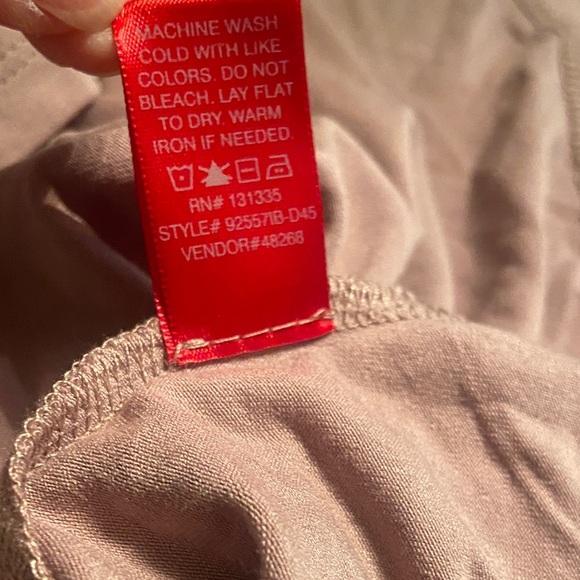 MACHINE WASH
COLD WITH LIKE
COLORS. DO NOT
BLEACH. LAY FLAT
TO DRY. WARM
IRON IF NEEDED.
RN# 131335
STYLE# 92557IB-D45
VENDOR#48268